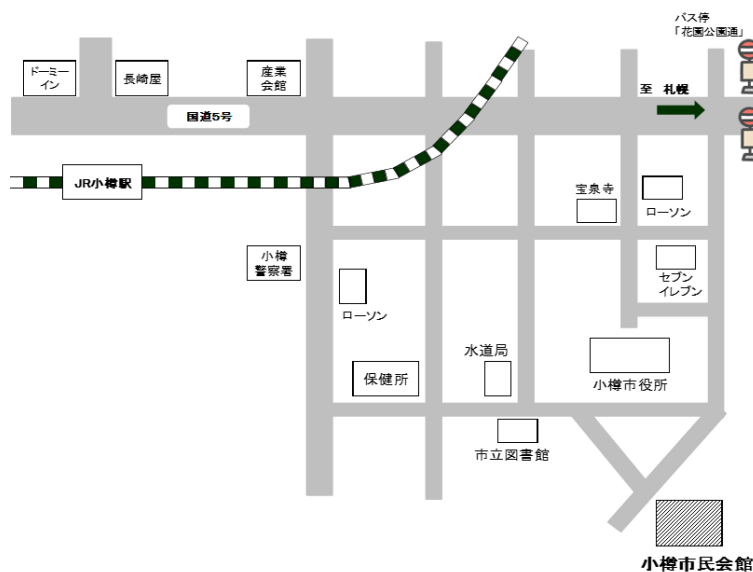 バス停
「花園公園通」
ドーミー
イン
長崎屋
産業
会館
至 札幌
国道5号
JR小樽駅
宝泉寺
ローソン
小樽
警察署
セブン
イレブン
ローソン
水道局
保健所
小樽市役所
市立図書館
小樽市民会館